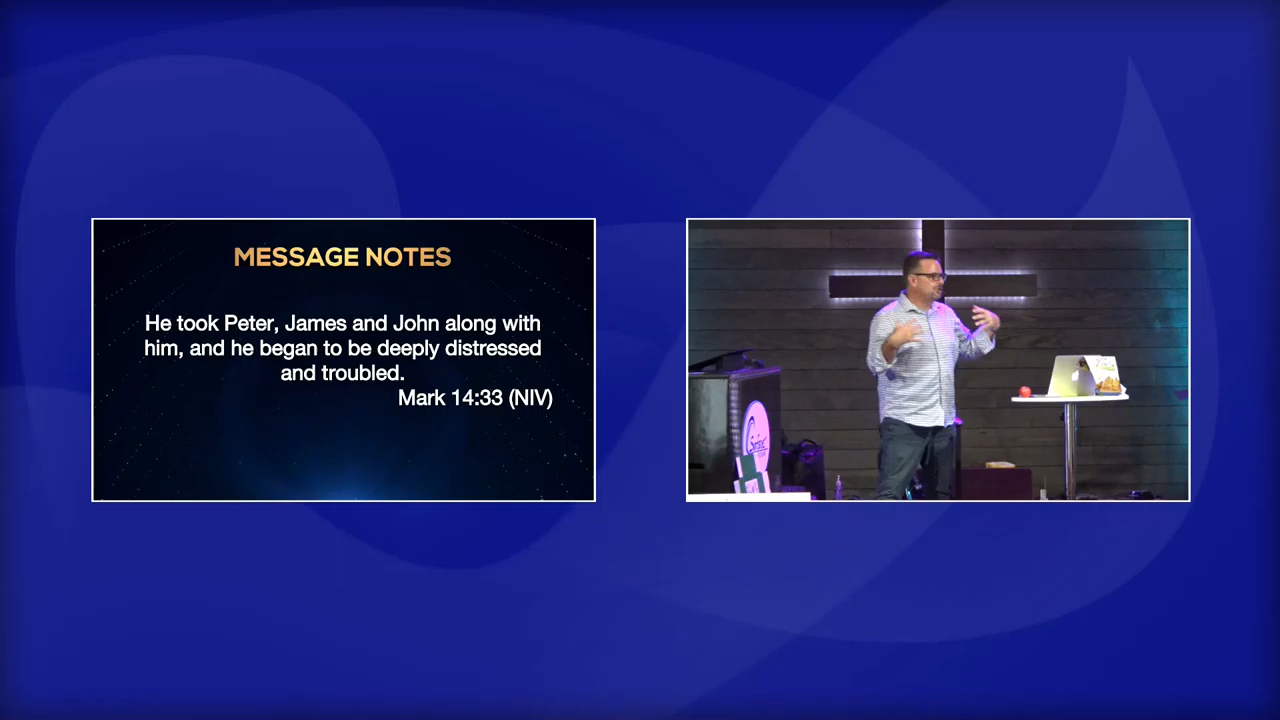 MESSAGE NOTES
He took Peter, James and John along with
him, and he began to be deeply distressed
and troubled.
Mark 14:33 (NIV)